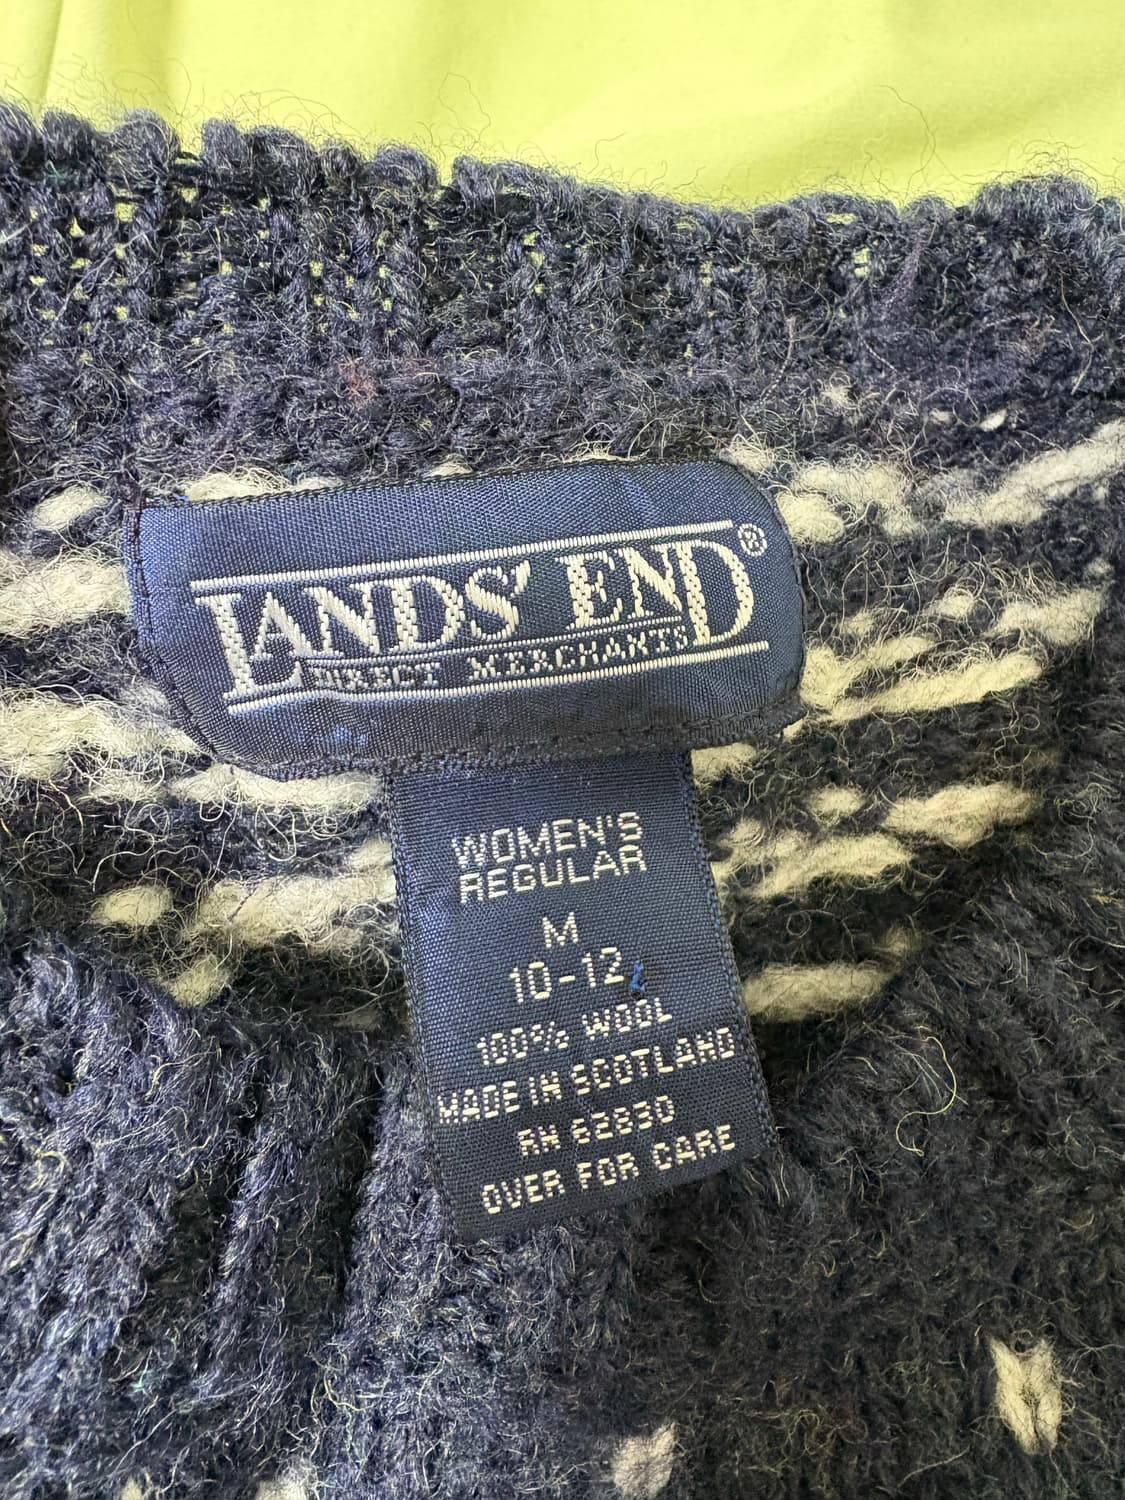 LANDS' END®
DIRECT MERCHANTS
WOMEN'S
REGULAR
M
10-12
100% WOOL
MADE IN SCOTLAND
RN 62830
OVER FOR CARE